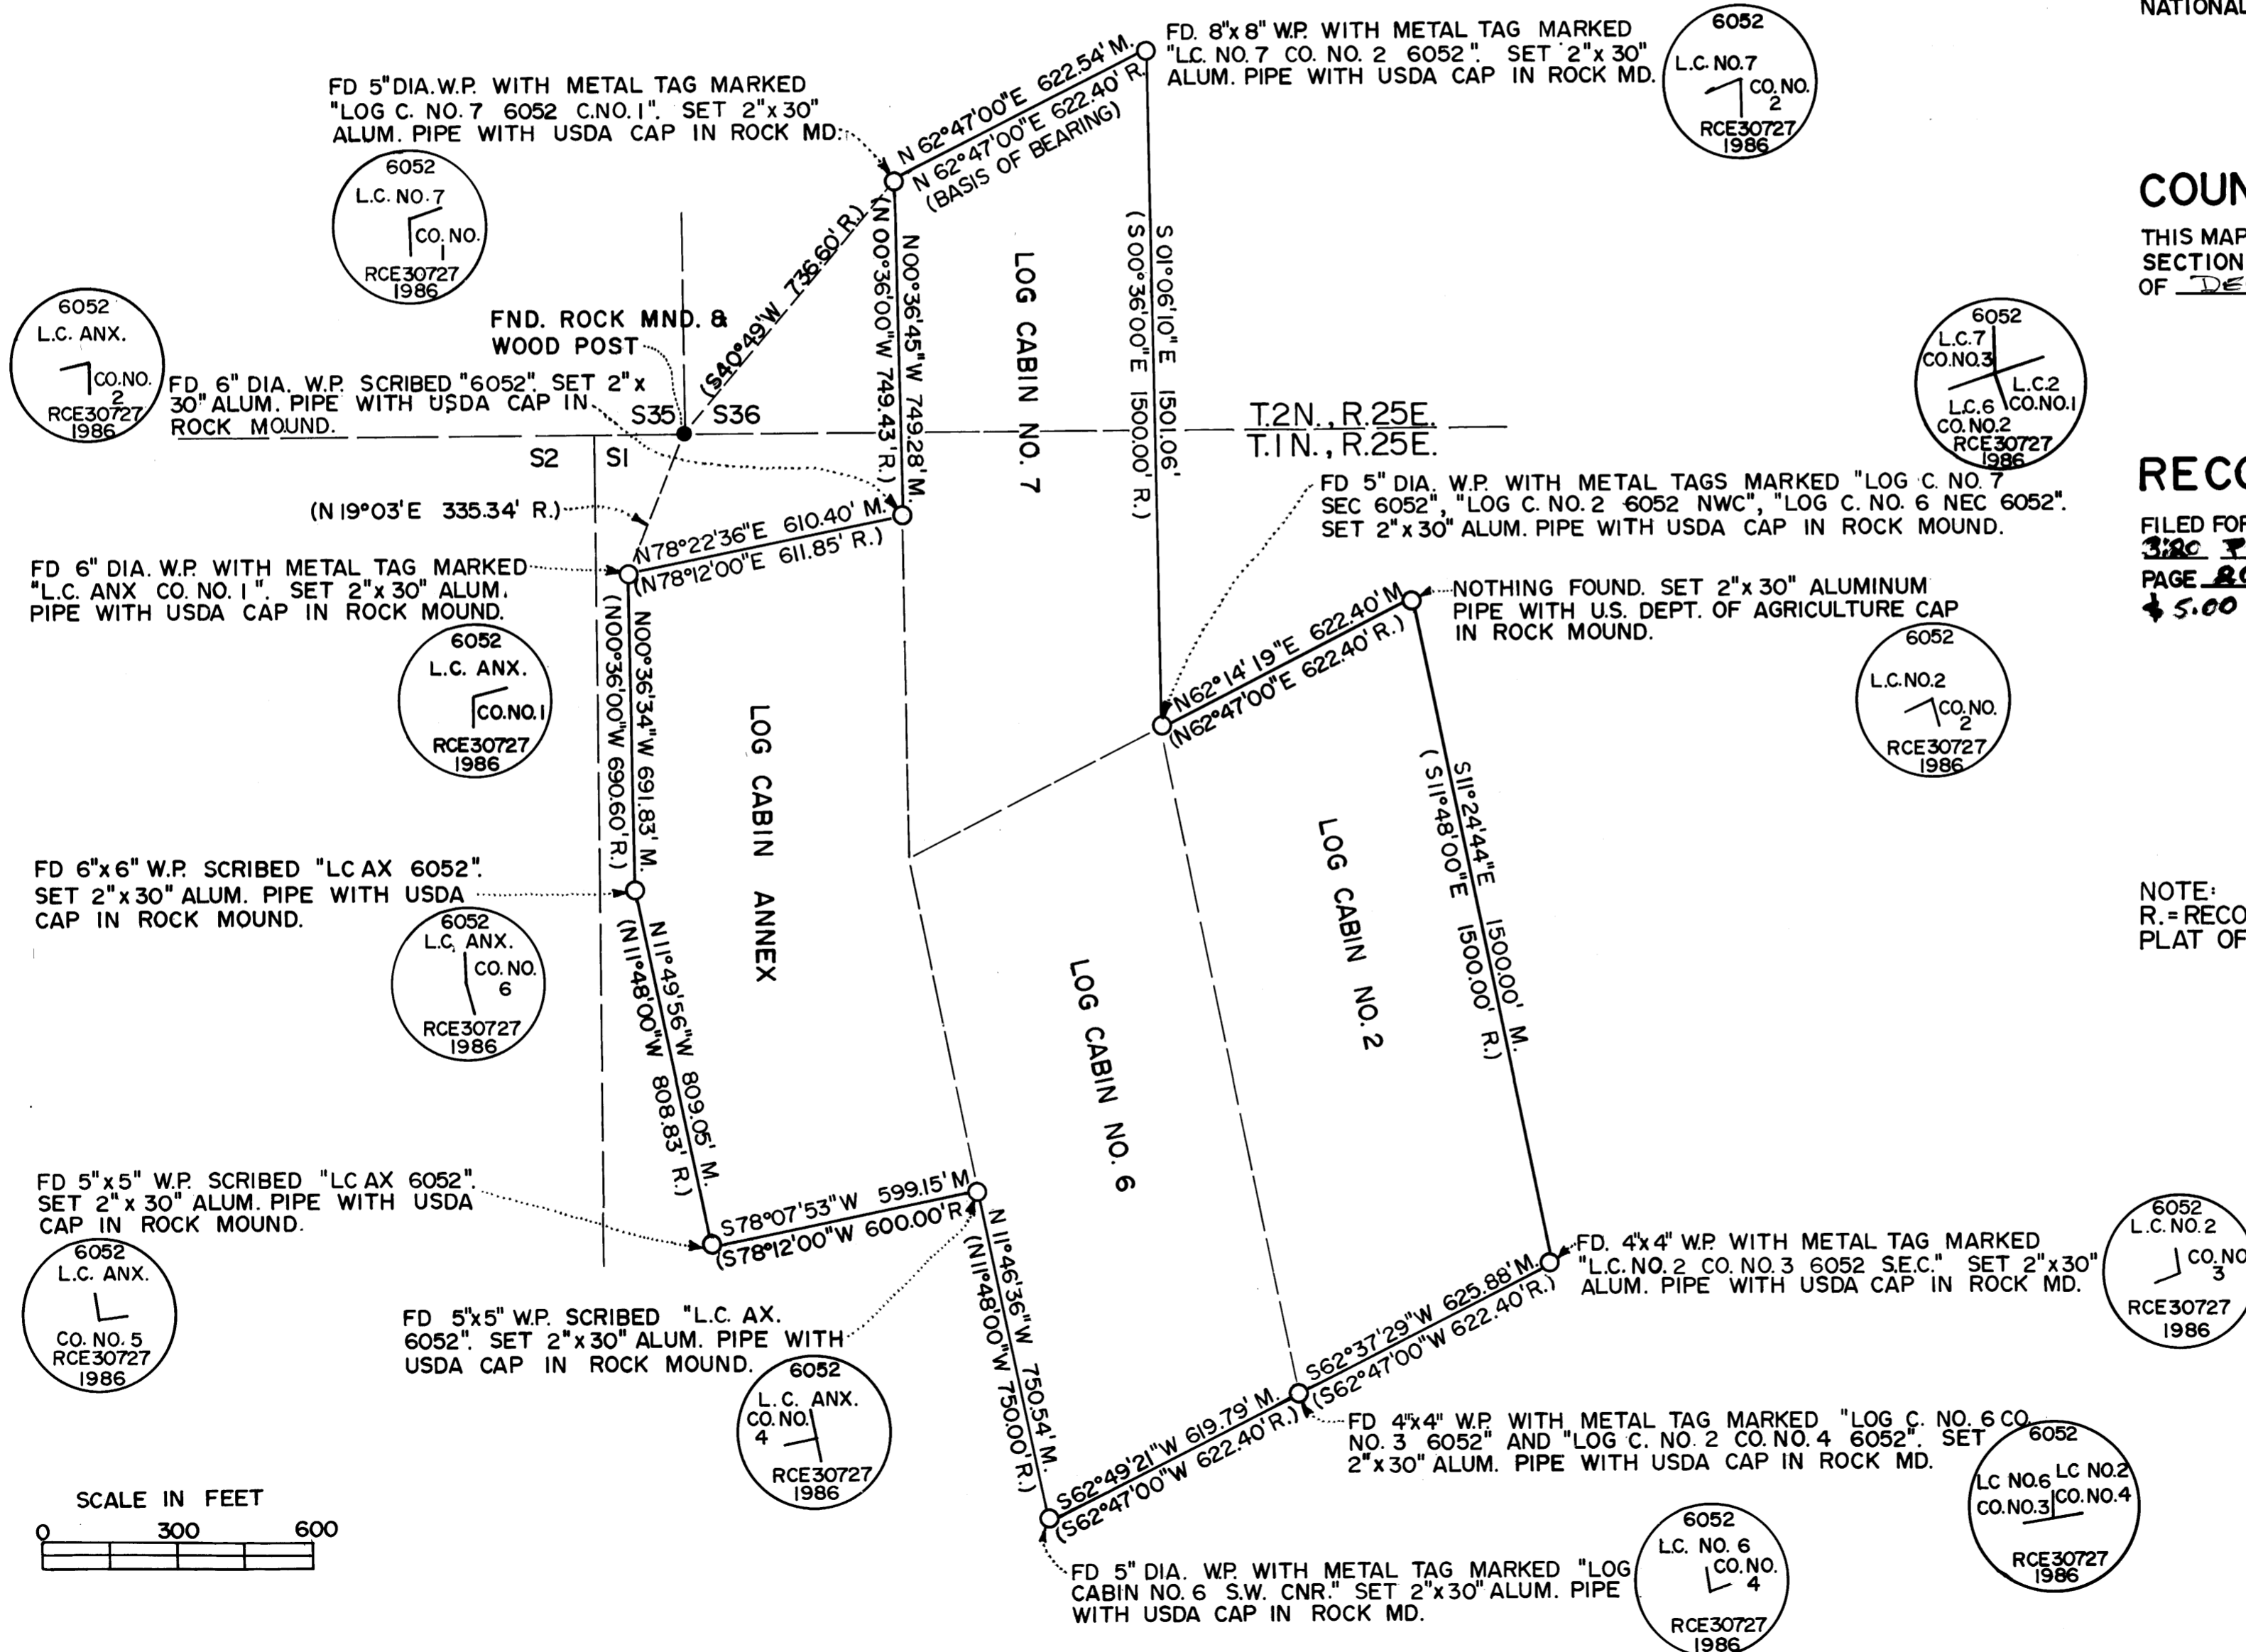 NATIONAL
FD. 8"x 8" W.P. WITH METAL TAG MARKED
"L.C. NO. 7 CO. NO. 2 6052". SET 2"x 30"
ALUM. PIPE WITH USDA CAP IN ROCK MD.
6052
L.C. NO. 7
CO. NO.
2
RCE30727
1986
FD 5" DIA. W.P. WITH METAL TAG MARKED
"LOG C. NO. 7 6052 C.NO. 1". SET 2"x 30"
ALUM. PIPE WITH USDA CAP IN ROCK MD.
6052
L.C. NO. 7
CO. NO.
1
RCE30727
1986
N 62°47'00"E 622.54' M.
N 62°47'00"E 622.40' R.
(BASIS OF BEARING)
COUN
THIS MAP
SECTION
OF DE
6052
L.C. ANX.
CO. NO.
2
RCE30727
1986
FD 6" DIA. W.P. SCRIBED "6052". SET 2" x
30" ALUM. PIPE WITH USDA CAP IN
ROCK MOUND.
FND. ROCK MND. &
WOOD POST
(S40°49'W 736.60' R.)
(N 00°36'00"W 749.43' R.)
N00°36'45"W 749.28' M.
LOG CABIN NO. 7
(S 00°36'00"E 1500.00' R.)
S 01°06'10"E 1501.06'
S35 S36
S2 S1
T.2N., R.25E.
T.1N., R.25E.
6052
L.C.7
CO.NO.3
L.C.2
CO.NO.1
L.C.6
CO.NO.2
RCE30727
1986
RECO
FILED FOR
3:20 P
PAGE
$5.00
FD 5" DIA. W.P. WITH METAL TAGS MARKED "LOG C. NO. 7
SEC 6052", "LOG C. NO. 2 6052 NWC", "LOG C. NO. 6 NEC 6052".
SET 2"x 30" ALUM. PIPE WITH USDA CAP IN ROCK MOUND.
(N 19°03'E 335.34' R.)
N78°22'36"E 610.40' M.
(N78°12'00"E 611.85' R.)
FD 6" DIA. W.P. WITH METAL TAG MARKED
"L.C. ANX CO. NO. 1". SET 2"x 30" ALUM.
PIPE WITH USDA CAP IN ROCK MOUND.
6052
L.C. ANX.
CO.NO.1
RCE30727
1986
(N00°36'00"W 690.60' R.)
N00°36'34"W 691.83' M.
LOG CABIN ANNEX
NOTHING FOUND. SET 2"x 30" ALUMINUM
PIPE WITH U.S. DEPT. OF AGRICULTURE CAP
IN ROCK MOUND.
6052
L.C.NO.2
CO.NO.
2
RCE30727
1986
N62°14'19"E 622.40' M.
(N62°47'00"E 622.40' R.)
S11°24'44"E 1500.00' M.
(S11°48'00"E 1500.00' R.)
LOG CABIN NO. 2
LOG CABIN NO. 6
FD 6"x 6" W.P. SCRIBED "LC AX 6052".
SET 2"x 30" ALUM. PIPE WITH USDA
CAP IN ROCK MOUND.
6052
L.C. ANX.
CO. NO.
6
RCE30727
1986
N11°49'56"W 809.05' M.
(N11°48'00"W 808.83' R.)
NOTE:
R.=RECO
PLAT OF
FD 5"x 5" W.P. SCRIBED "LC AX 6052".
SET 2"x 30" ALUM. PIPE WITH USDA
CAP IN ROCK MOUND.
6052
L.C. ANX.
CO. NO. 5
RCE30727
1986
S78°07'53"W 599.15' M.
(S78°12'00"W 600.00' R.
FD 5"x5" W.P. SCRIBED "L.C. AX.
6052". SET 2"x 30" ALUM. PIPE WITH
USDA CAP IN ROCK MOUND.
6052
L.C. ANX.
CO. NO.
4
RCE30727
1986
N 11°46'36"W 750.54' M.
(N11°48'00"W 750.00' R.)
FD. 4"x4" W.P. WITH METAL TAG MARKED
"L.C. NO. 2 CO. NO. 3 6052 S.E.C." SET 2"x30"
ALUM. PIPE WITH USDA CAP IN ROCK MD.
6052
L.C. NO. 2
CO. NO
3
RCE30727
1986
S62°37'29"W 625.88' M.
(S62°47'00"W 622.40' R.)
S62°49'21"W 619.79' M.
(S62°47'00"W 622.40' R.)
FD 4"x4" W.P. WITH METAL TAG MARKED "LOG C. NO. 6 CO.
NO. 3 6052" AND "LOG C. NO. 2 CO. NO. 4 6052". SET
2"x 30" ALUM. PIPE WITH USDA CAP IN ROCK MD.
6052
LC NO.6 LC NO.2
CO.NO.3 CO.NO.4
RCE30727
1986
SCALE IN FEET
0 300 600
FD 5" DIA. W.P. WITH METAL TAG MARKED "LOG
CABIN NO. 6 S.W. CNR." SET 2"x 30" ALUM. PIPE
WITH USDA CAP IN ROCK MD.
6052
L.C. NO. 6
CO. NO.
4
RCE30727
1986